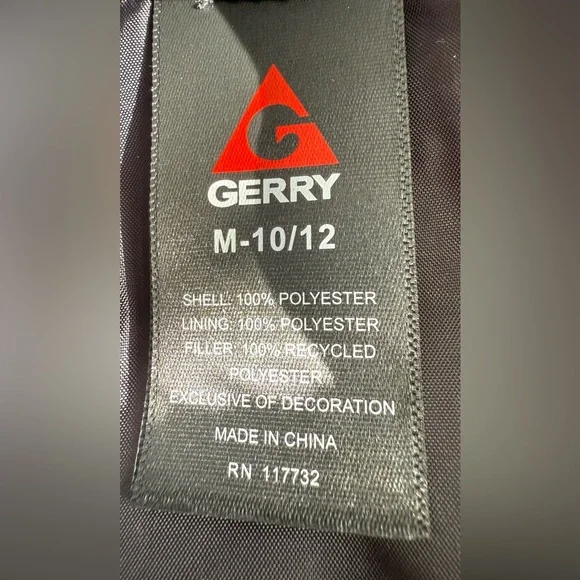 G
GERRY
M-10/12
SHELL: 100% POLYESTER
LINING: 100% POLYESTER
FILLER: 100% RECYCLED
POLYESTER
EXCLUSIVE OF DECORATION
MADE IN CHINA
RN 117732